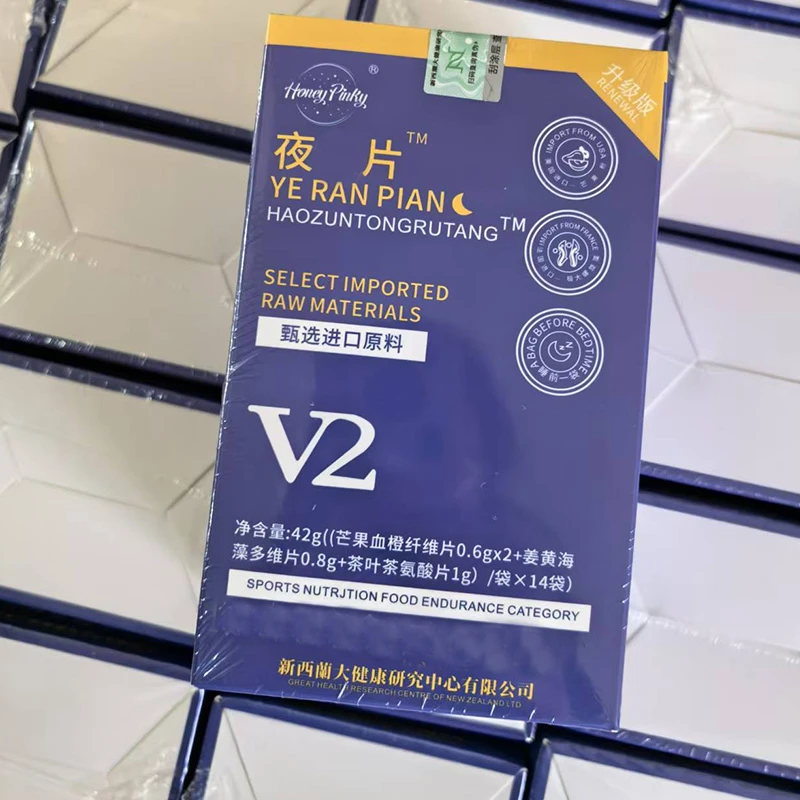 Honey Pinky®
升级版
RENEWAL
夜 片™
YE RAN PIAN
HAOZUNTONGRUTANG™
IMPORT FROM USA
IMPORT FROM FRANCE
A BAG BEFORE BEDTIME
睡前一袋
SELECT IMPORTED
RAW MATERIALS
甄选进口原料
V2
净含量:42g((芒果血橙纤维片0.6gx2+姜黄海
藻多维片0.8g+茶叶茶氨酸片1g)/袋×14袋)
SPORTS NUTRJTION FOOD ENDURANCE CATEGORY
新西蘭大健康研究中心有限公司
GREAT HEALTH RESEARCH CENTRE OF NEW ZEALAND LTD